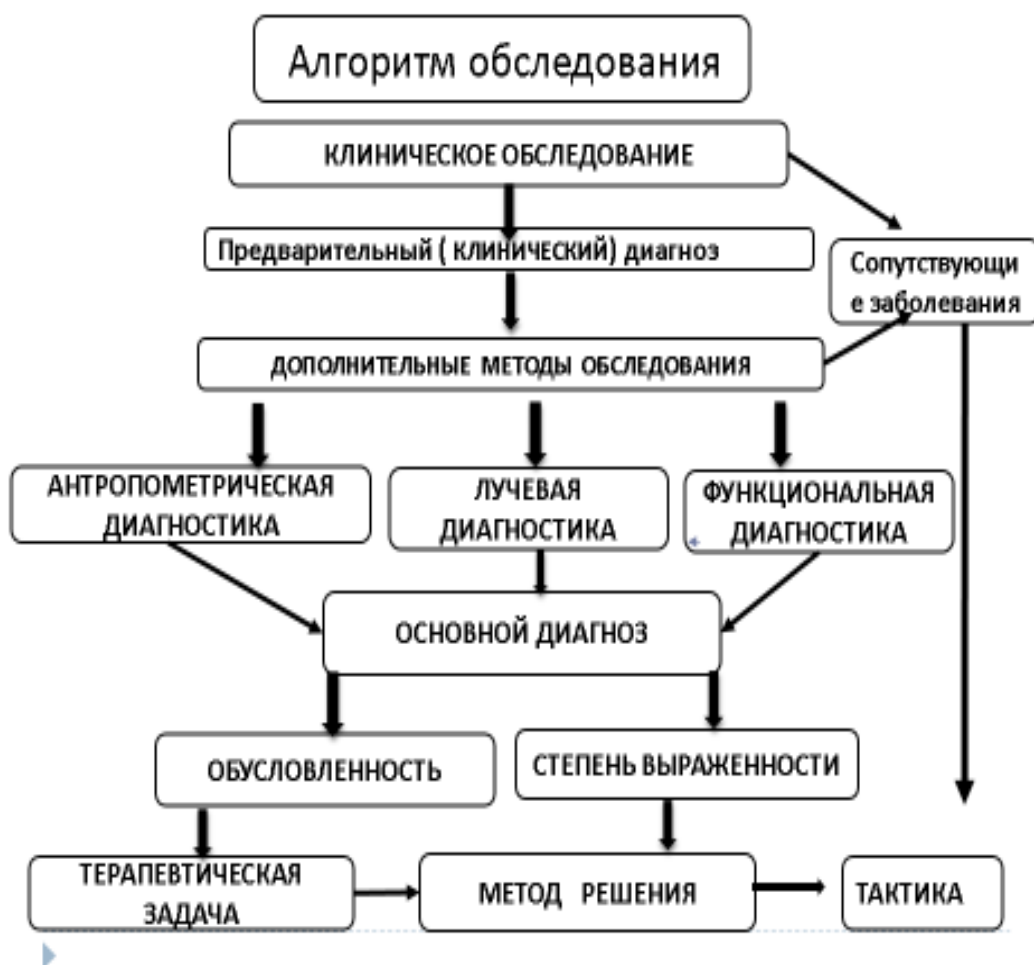 Алгоритм обследования
КЛИНИЧЕСКОЕ ОБСЛЕДОВАНИЕ
Предварительный ( КЛИНИЧЕСКИЙ) диагноз
Сопутствующи
е заболевания
ДОПОЛНИТЕЛЬНЫЕ МЕТОДЫ ОБСЛЕДОВАНИЯ
АНТРОПОМЕТРИЧЕСКАЯ
ДИАГНОСТИКА
ЛУЧЕВАЯ
ДИАГНОСТИКА
ФУНКЦИОНАЛЬНАЯ
ДИАГНОСТИКА
ОСНОВНОЙ ДИАГНОЗ
ОБУСЛОВЛЕННОСТЬ
СТЕПЕНЬ ВЫРАЖЕННОСТИ
ТЕРАПЕВТИЧЕСКАЯ
ЗАДАЧА
МЕТОД РЕШЕНИЯ
ТАКТИКА